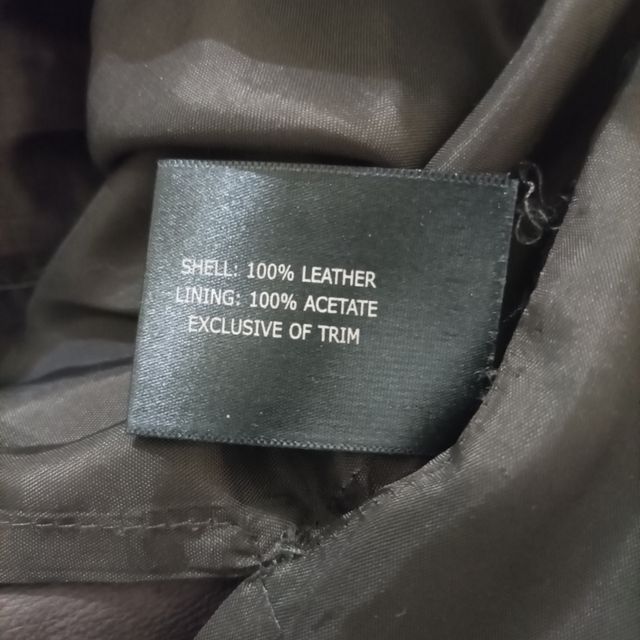 SHELL: 100% LEATHER
LINING: 100% ACETATE
EXCLUSIVE OF TRIM